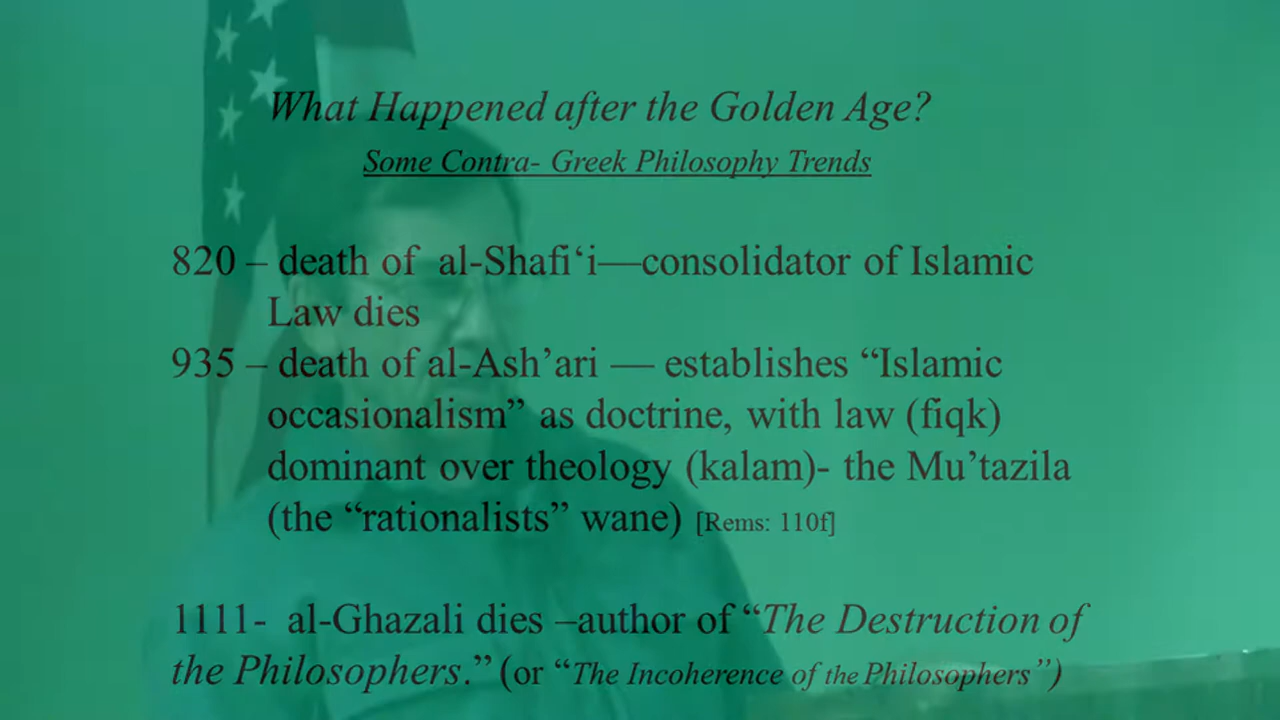 What Happened after the Golden Age?
Some Contra- Greek Philosophy Trends
820 – death of al-Shafi‘i—consolidator of Islamic
Law dies
935 – death of al-Ash’ari — establishes “Islamic
occasionalism” as doctrine, with law (fiqk)
dominant over theology (kalam)- the Mu’tazila
(the “rationalists” wane) [Rems: 110f]
1111- al-Ghazali dies –author of “The Destruction of
the Philosophers.” (or “The Incoherence of the Philosophers”)